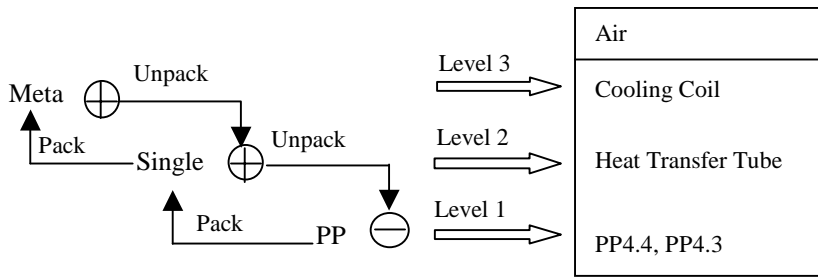 Air
Level 3
Unpack
Meta
Cooling Coil
Pack
Single
Unpack
Level 2
Heat Transfer Tube
Pack
PP
Level 1
PP4.4, PP4.3